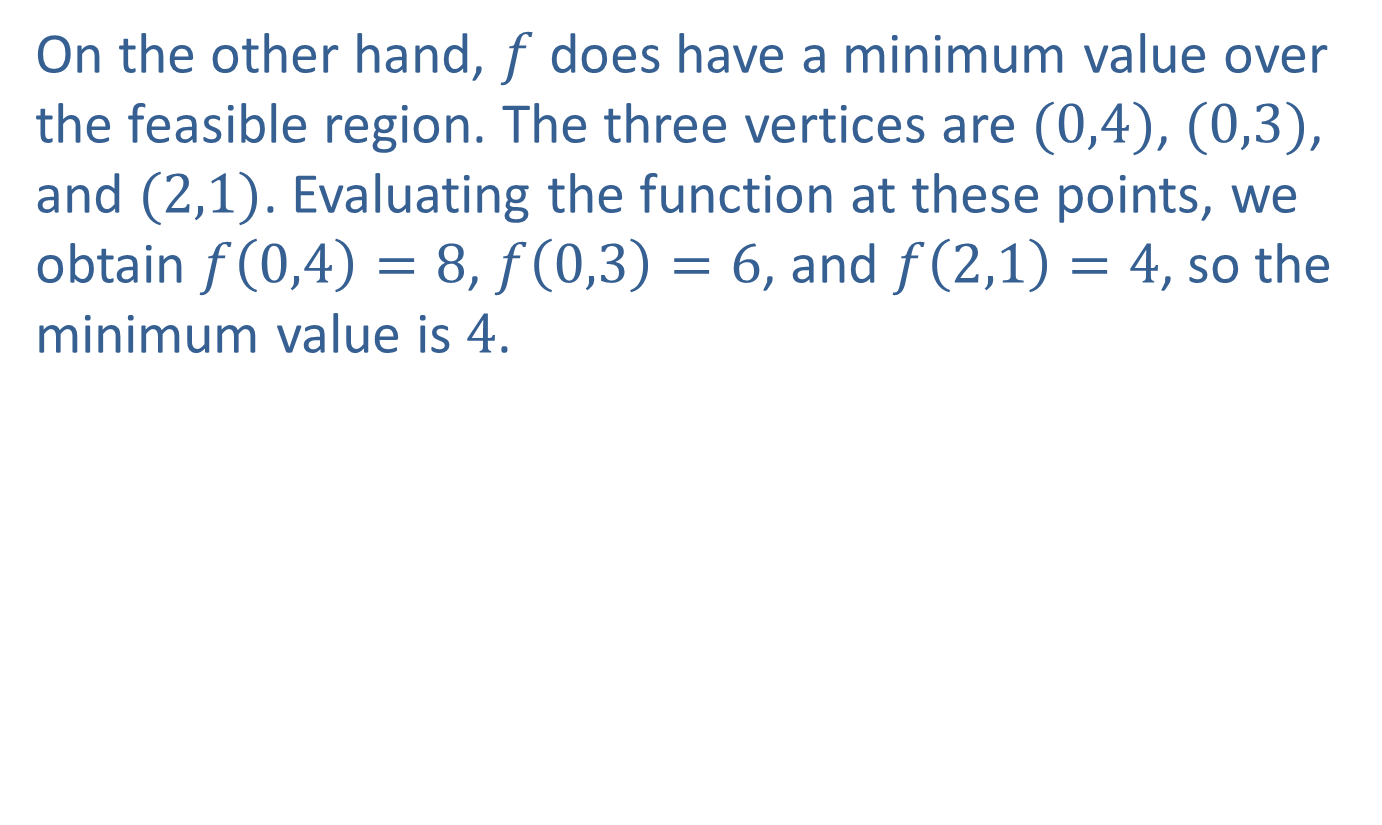 On the other hand, 𝑓 does have a minimum value over
the feasible region. The three vertices are (0,4), (0,3),
and (2,1). Evaluating the function at these points, we
obtain 𝑓(0,4) = 8, 𝑓(0,3) = 6, and 𝑓(2,1) = 4, so the
minimum value is 4.